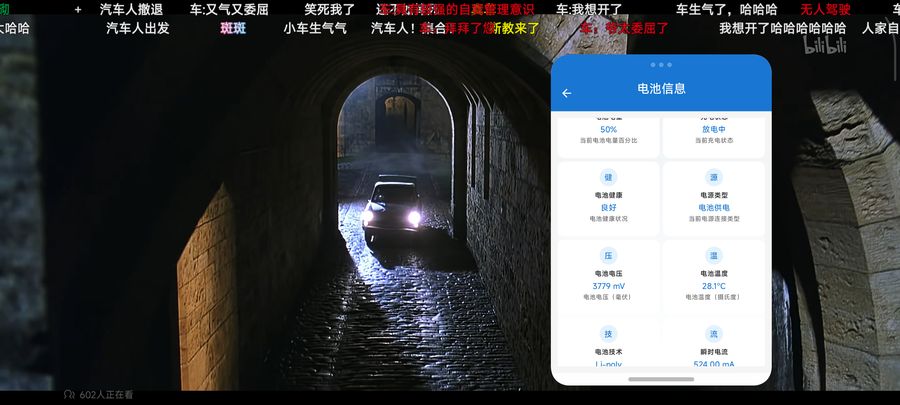 彻
+
汽车人撤退
车:又气又委屈
笑死我了
车:我想开了
车生气了，哈哈哈
无人驾驶
大哈哈
汽车人出发
斑斑
小车生气气
汽车人！集合
新教来了
我想开了哈哈哈哈哈哈
人家自
bilibili
电池信息
50%
当前电池电量百分比
放电中
当前充电状态
健
电池健康
良好
电池健康状况
源
电源类型
电池供电
当前电源连接类型
压
电池电压
3779 mV
电池电压（毫伏）
温
电池温度
28.1°C
电池温度（摄氏度）
技
电池技术
Li-poly
流
瞬时电流
524.00 mA
602人正在看